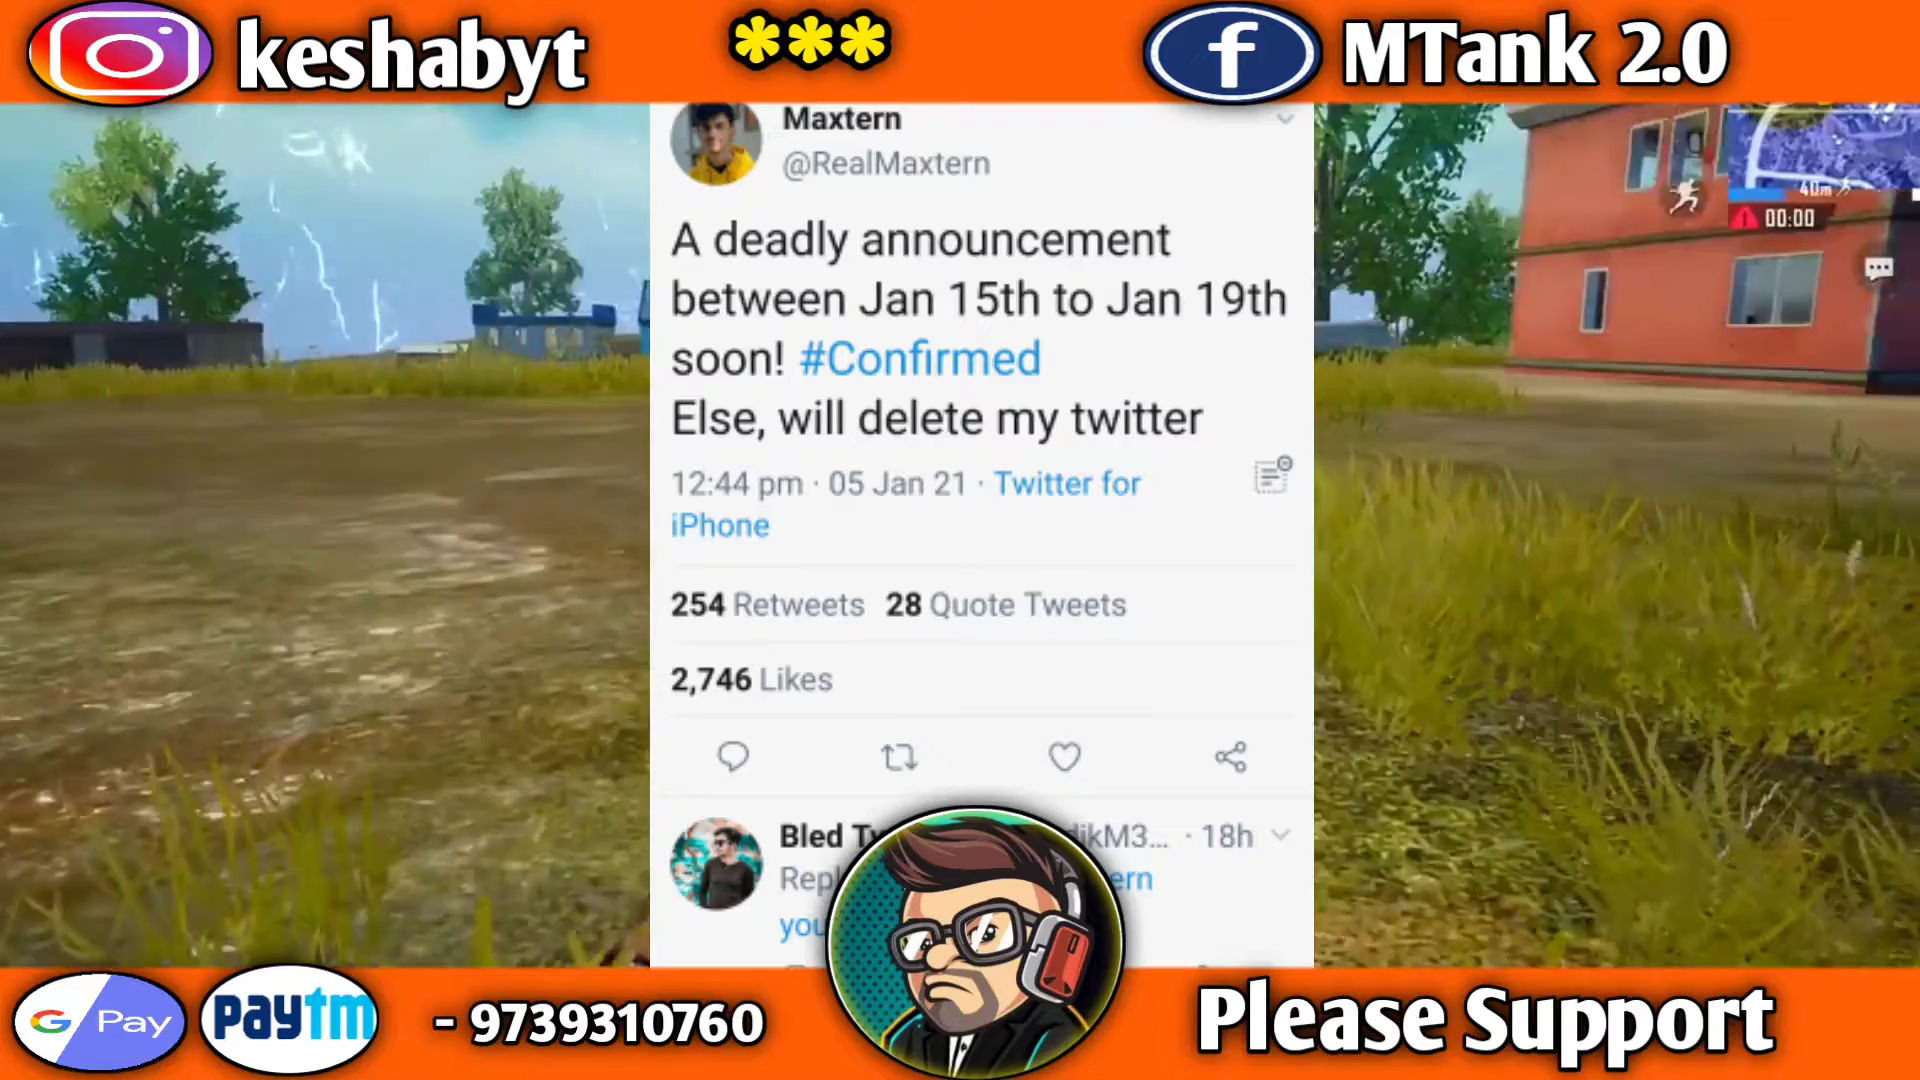 keshabyt
***
f
MTank 2.0
Maxtern
@RealMaxtern
A deadly announcement
between Jan 15th to Jan 19th
soon! #Confirmed
Else, will delete my twitter
12:44 pm · 05 Jan 21 · Twitter for
iPhone
254 Retweets 28 Quote Tweets
2,746 Likes
Bled
dikM3... · 18h
40m
00:00
G Pay
paytm
- 9739310760
Please Support